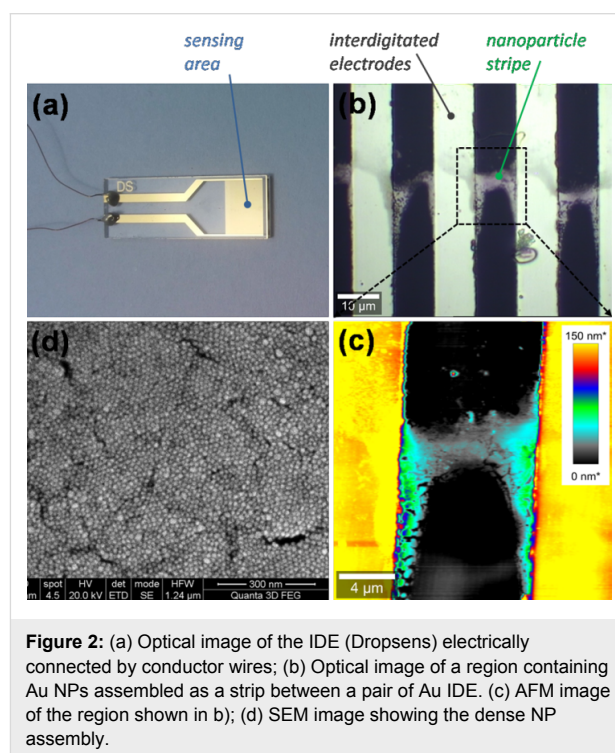 sensing
area
interdigitated
electrodes
nanoparticle
stripe
(a)
DS
(b)
10 µm
(d)
spot HV det mode HFW 300 nm
4.5 20.0 kV ETD SE 1.24 µm Quanta 3D FEG
(c)
150 nm*
0 nm*
4 µm
Figure 2: (a) Optical image of the IDE (Dropsens) electrically
connected by conductor wires; (b) Optical image of a region containing
Au NPs assembled as a strip between a pair of Au IDE. (c) AFM image
of the region shown in b); (d) SEM image showing the dense NP
assembly.